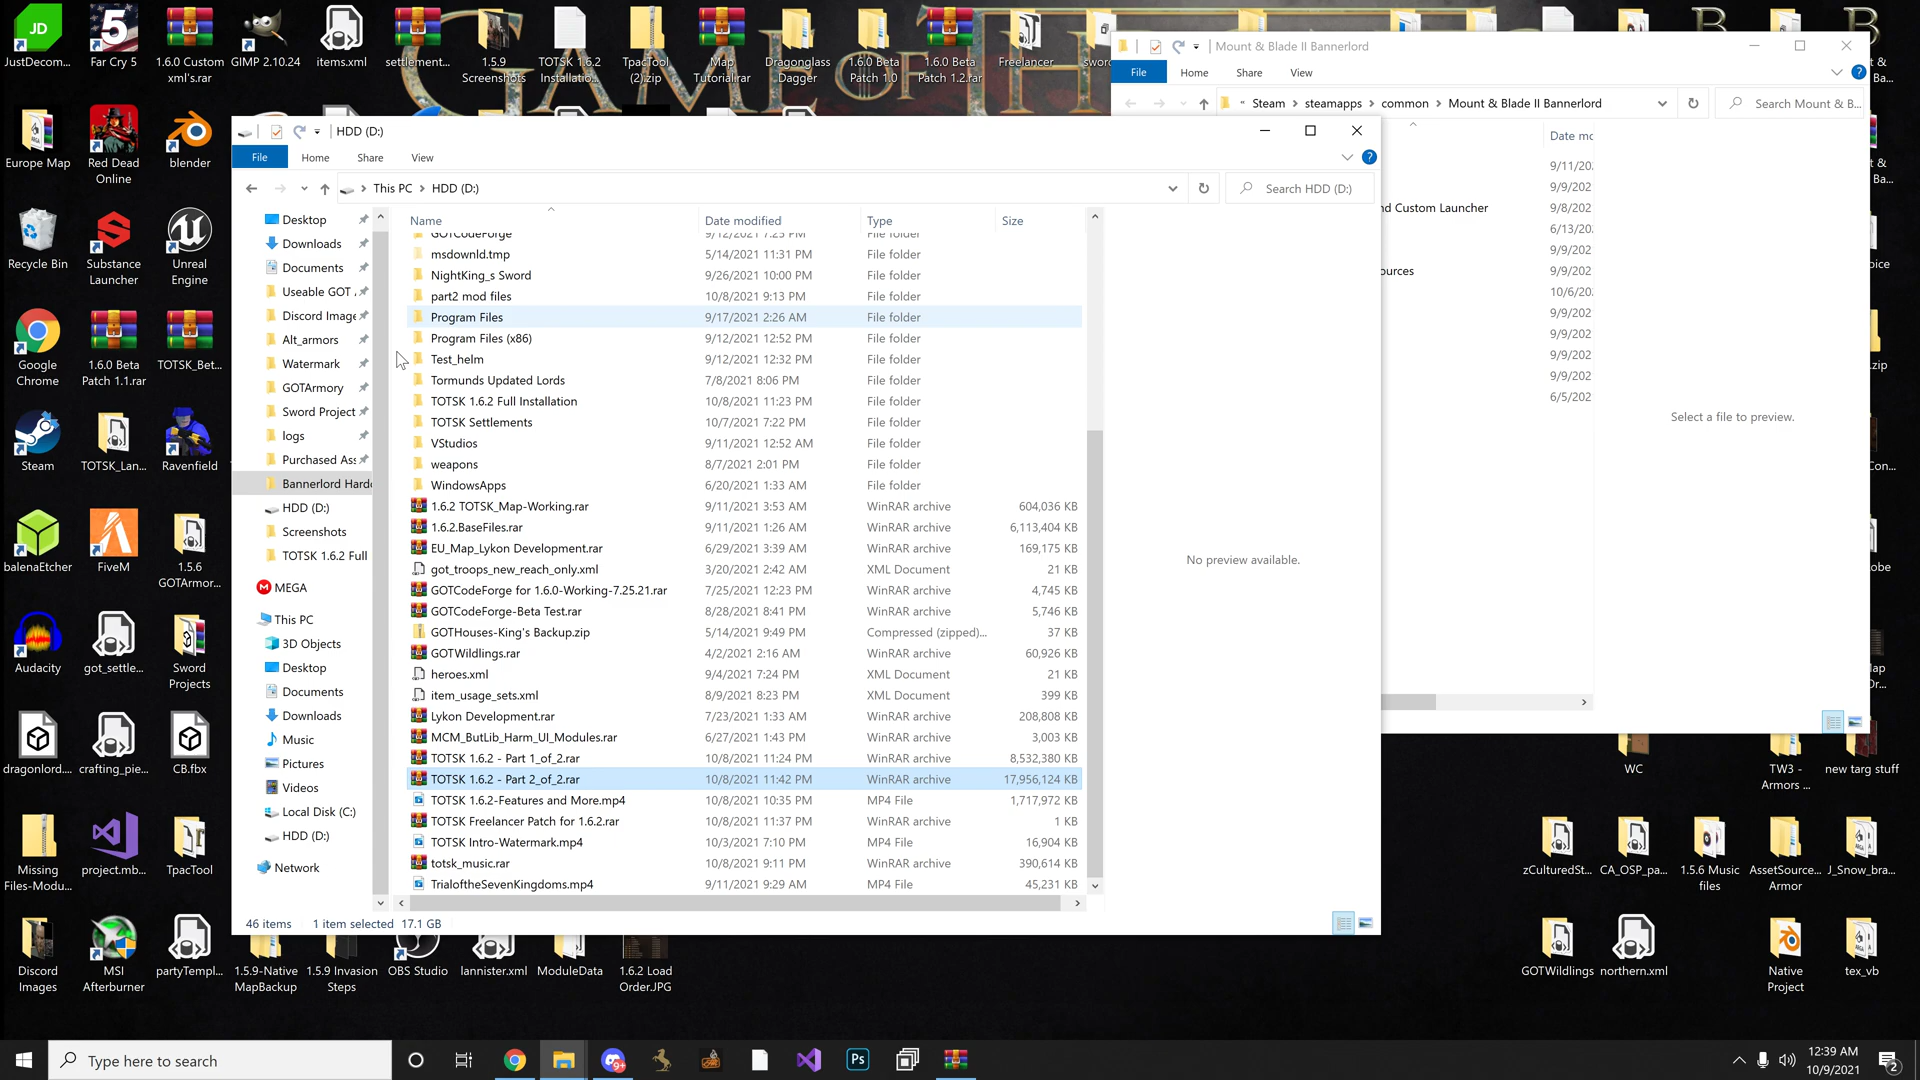 JustDecom...
Far Cry 5
1.6.0 Custom xml's.rar
GIMP 2.10.24
items.xml
settlement...
1.5.9 Screenshots
TOTSK 1.6.2 Installatio...
TpacTool (2).zip
Map Tutorial.rar
Dragonglass Dagger
1.6.0 Beta Patch 1.0
1.6.0 Beta Patch 1.2.rar
Freelancer
GAME OF TH
Mount & Blade II Bannerlord
File
Home
Share
View
Steam
steamapps
common
Mount & Blade II Bannerlord
Search Mount & B...
Date mo
9/11/202
9/9/202
nd Custom Launcher
9/8/202
6/13/202
9/9/202
ources
9/9/202
10/6/202
9/9/202
9/9/202
9/9/202
9/9/202
6/5/202
Select a file to preview.
Europe Map
Red Dead Online
blender
Recycle Bin
Substance Launcher
Unreal Engine
Google Chrome
1.6.0 Beta Patch 1.1.rar
TOTSK_Bet...
Steam
TOTSK_Lan...
Ravenfield
balenaEtcher
FiveM
1.5.6 GOTArmor...
Audacity
got_settle...
Sword Projects
dragonlord....
crafting_pie...
CB.fbx
Missing Files-Modu...
project.mb...
TpacTool
Discord Images
MSI Afterburner
partyTempl...
1.5.9-Native MapBackup
1.5.9 Invasion Steps
OBS Studio
lannister.xml
ModuleData
1.6.2 Load Order.JPG
HDD (D:)
File
Home
Share
View
This PC
HDD (D:)
Search HDD (D:)
Desktop
Downloads
Documents
Useable GOT
Discord Image
Alt_armors
Watermark
GOTArmory
Sword Project
logs
Purchased Ass
Bannerlord Hardc
HDD (D:)
Screenshots
TOTSK 1.6.2 Full
MEGA
This PC
3D Objects
Desktop
Documents
Downloads
Music
Pictures
Videos
Local Disk (C:)
HDD (D:)
Network
Name
Date modified
Type
Size
GOTCodeForge 9/12/2021 7:25 PM File folder
msdownld.tmp 5/14/2021 11:31 PM File folder
NightKing_s Sword 9/26/2021 10:00 PM File folder
part2 mod files 10/8/2021 9:13 PM File folder
Program Files 9/17/2021 2:26 AM File folder
Program Files (x86) 9/12/2021 12:52 PM File folder
Test_helm 9/12/2021 12:32 PM File folder
Tormunds Updated Lords 7/8/2021 8:06 PM File folder
TOTSK 1.6.2 Full Installation 10/8/2021 11:23 PM File folder
TOTSK Settlements 10/7/2021 7:22 PM File folder
VStudios 9/11/2021 12:52 AM File folder
weapons 8/7/2021 2:01 PM File folder
WindowsApps 6/20/2021 1:33 AM File folder
1.6.2 TOTSK_Map-Working.rar 9/11/2021 3:53 AM WinRAR archive 604,036 KB
1.6.2.BaseFiles.rar 9/11/2021 1:26 AM WinRAR archive 6,113,404 KB
EU_Map_Lykon Development.rar 6/29/2021 3:39 AM WinRAR archive 169,175 KB
got_troops_new_reach_only.xml 3/20/2021 2:42 AM XML Document 21 KB
GOTCodeForge for 1.6.0-Working-7.25.21.rar 7/25/2021 12:23 PM WinRAR archive 4,745 KB
GOTCodeForge-Beta Test.rar 8/28/2021 8:41 PM WinRAR archive 5,746 KB
GOTHouses-King's Backup.zip 5/14/2021 9:49 PM Compressed (zipped)... 37 KB
GOTWildlings.rar 4/2/2021 2:16 AM WinRAR archive 60,926 KB
heroes.xml 9/4/2021 7:24 PM XML Document 21 KB
item_usage_sets.xml 8/9/2021 8:23 PM XML Document 399 KB
Lykon Development.rar 7/23/2021 1:33 AM WinRAR archive 208,808 KB
MCM_ButLib_Harm_UI_Modules.rar 6/27/2021 1:43 PM WinRAR archive 3,003 KB
TOTSK 1.6.2 - Part 1_of_2.rar 10/8/2021 11:24 PM WinRAR archive 8,532,380 KB
TOTSK 1.6.2 - Part 2_of_2.rar 10/8/2021 11:42 PM WinRAR archive 17,956,124 KB
TOTSK 1.6.2-Features and More.mp4 10/8/2021 10:35 PM MP4 File 1,717,972 KB
TOTSK Freelancer Patch for 1.6.2.rar 10/8/2021 11:37 PM WinRAR archive 1 KB
TOTSK Intro-Watermark.mp4 10/3/2021 7:10 PM MP4 File 16,904 KB
totsk_music.rar 10/8/2021 9:11 PM WinRAR archive 390,614 KB
TrialoftheSevenKingdoms.mp4 9/11/2021 9:29 AM MP4 File 45,231 KB
No preview available.
46 items
1 item selected 17.1 GB
WC
TW3 - Armors ...
new targ stuff
zCulturedSt...
CA_OSP_pa...
1.5.6 Music files
AssetSource... Armor
J_Snow_bra...
GOTWildlings
northern.xml
Native Project
tex_vb
Type here to search
12:39 AM
10/9/2021